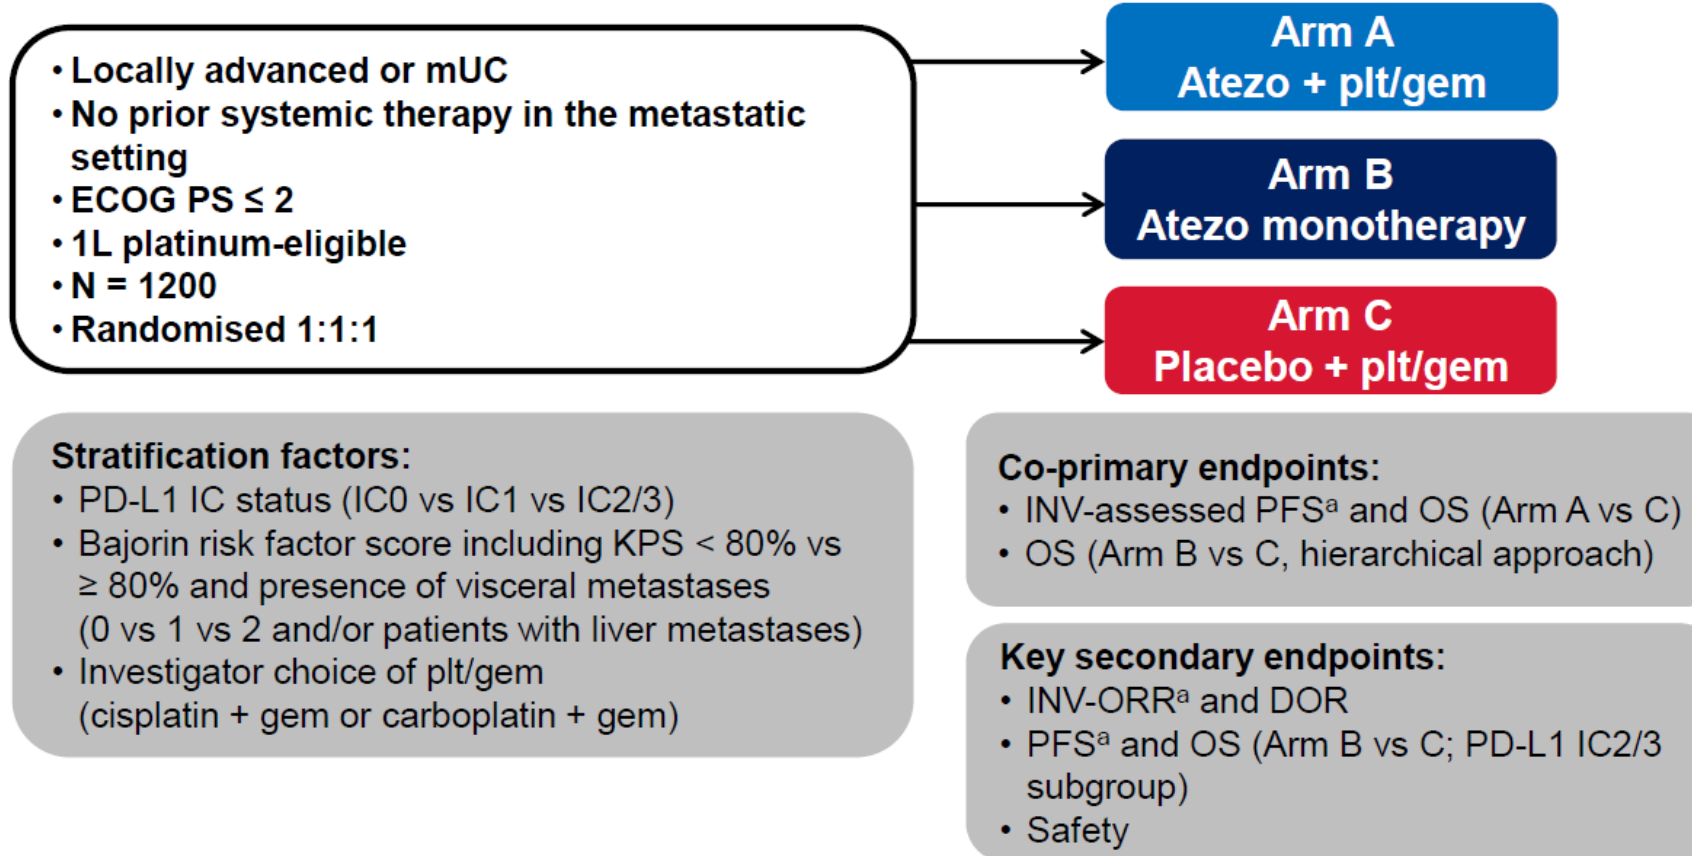 • Locally advanced or mUC
• No prior systemic therapy in the metastatic
setting
• ECOG PS ≤ 2
• 1L platinum-eligible
• N = 1200
• Randomised 1:1:1
Arm A
Atezo + plt/gem
Arm B
Atezo monotherapy
Arm C
Placebo + plt/gem
Stratification factors:
• PD-L1 IC status (IC0 vs IC1 vs IC2/3)
• Bajorin risk factor score including KPS < 80% vs
≥ 80% and presence of visceral metastases
(0 vs 1 vs 2 and/or patients with liver metastases)
• Investigator choice of plt/gem
(cisplatin + gem or carboplatin + gem)
Co-primary endpoints:
• INV-assessed PFSᵃ and OS (Arm A vs C)
• OS (Arm B vs C, hierarchical approach)
Key secondary endpoints:
• INV-ORRᵃ and DOR
• PFSᵃ and OS (Arm B vs C; PD-L1 IC2/3
subgroup)
• Safety